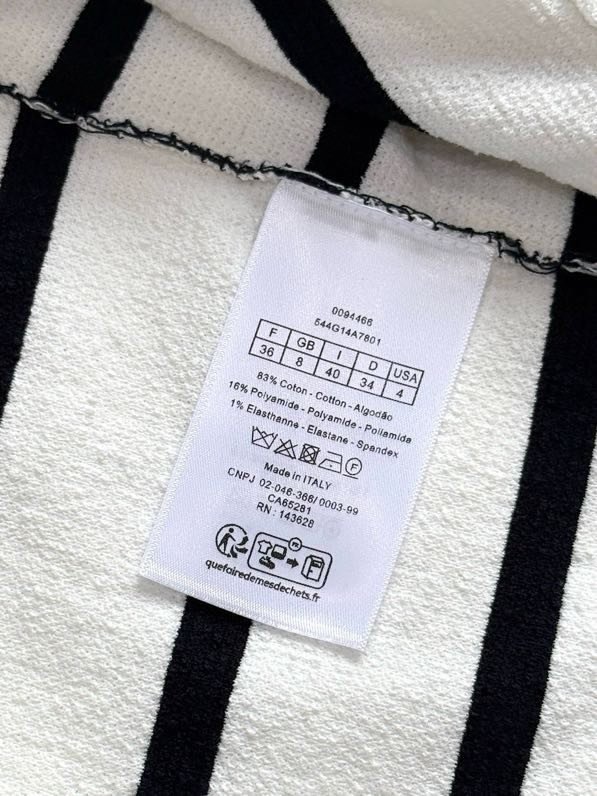 0094466
544G14A7801
F GB I D USA
36 8 40 34 4
83% Coton - Cotton - Algodão
16% Polyamide - Polyamide - Poliamida
1% Elasthanne - Elastane - Spandex
Made in ITALY
CNPJ 02-046-366/ 0003-99
CA65281
RN : 143628
FR
quefairedemesdechets.fr